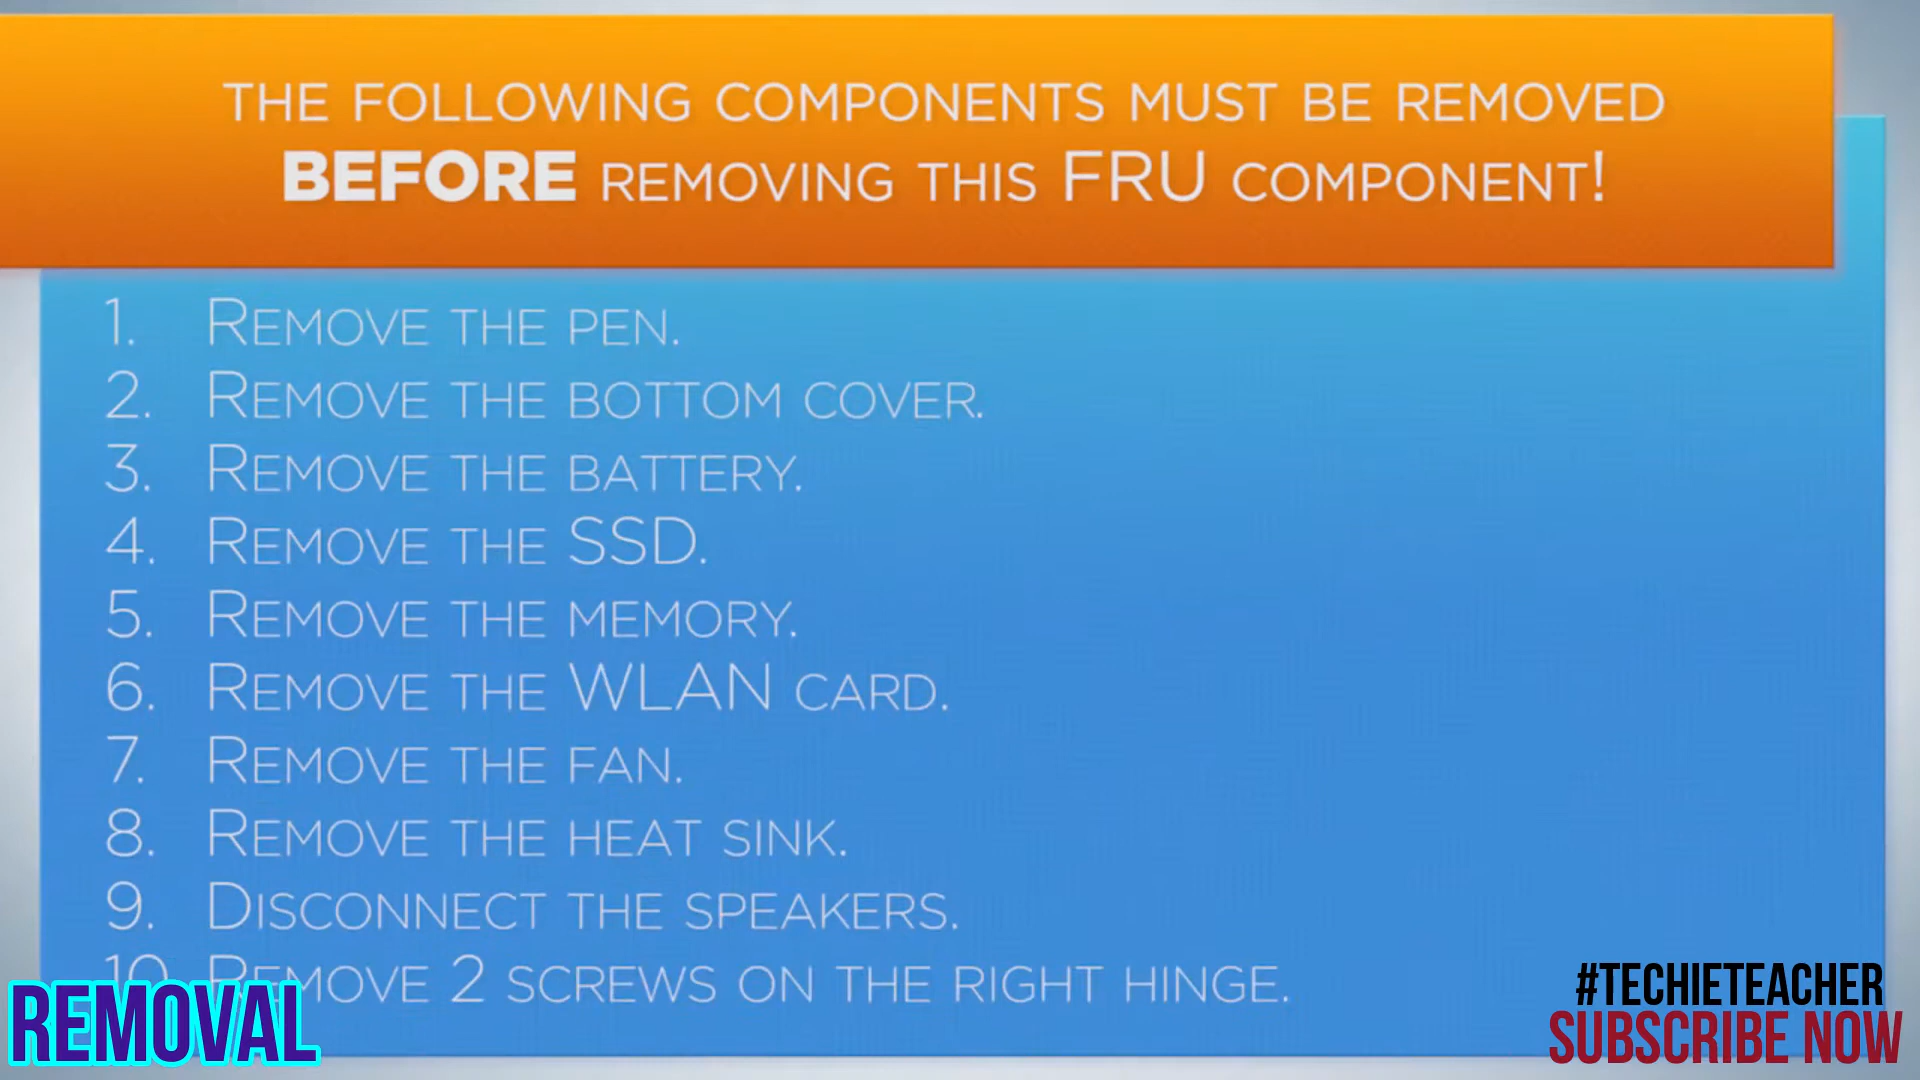 THE FOLLOWING COMPONENTS MUST BE REMOVED
BEFORE REMOVING THIS FRU COMPONENT!
1. REMOVE THE PEN.
2. REMOVE THE BOTTOM COVER.
3. REMOVE THE BATTERY.
4. REMOVE THE SSD.
5. REMOVE THE MEMORY.
6. REMOVE THE WLAN CARD.
7. REMOVE THE FAN.
8. REMOVE THE HEAT SINK.
9. DISCONNECT THE SPEAKERS.
10. REMOVE 2 SCREWS ON THE RIGHT HINGE.
REMOVAL
#TECHIETEACHER
SUBSCRIBE NOW